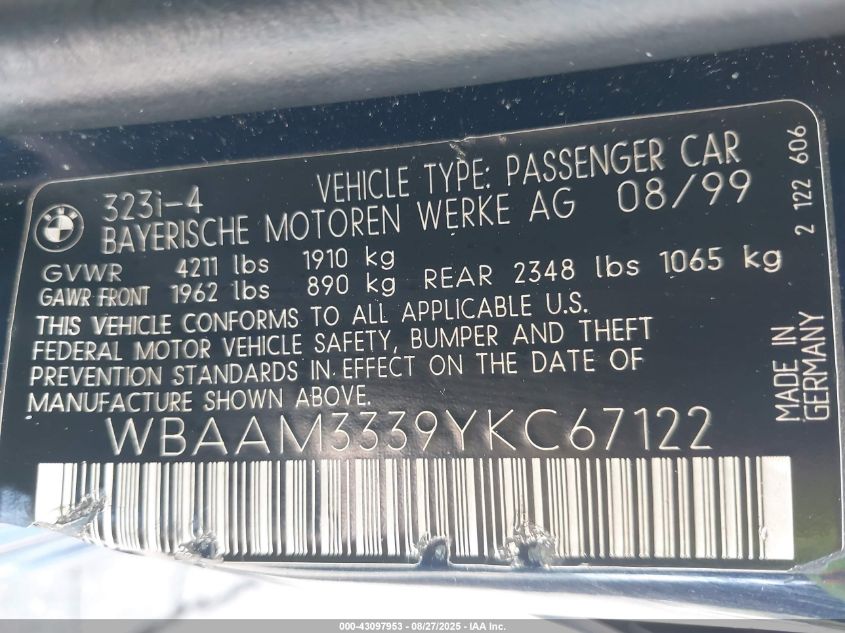 VEHICLE TYPE: PASSENGER CAR
323i-4
BAYERISCHE MOTOREN WERKE AG 08/99
GVWR 4211 lbs 1910 kg
GAWR FRONT 1962 lbs 890 kg REAR 2348 lbs 1065 kg
THIS VEHICLE CONFORMS TO ALL APPLICABLE U.S.
FEDERAL MOTOR VEHICLE SAFETY, BUMPER AND THEFT
PREVENTION STANDARDS IN EFFECT ON THE DATE OF
MANUFACTURE SHOWN ABOVE.
WBAAM3339YKC67122
2 122 606
MADE IN
GERMANY
BMW
000-43097953 - 08/27/2025 - IAA Inc.